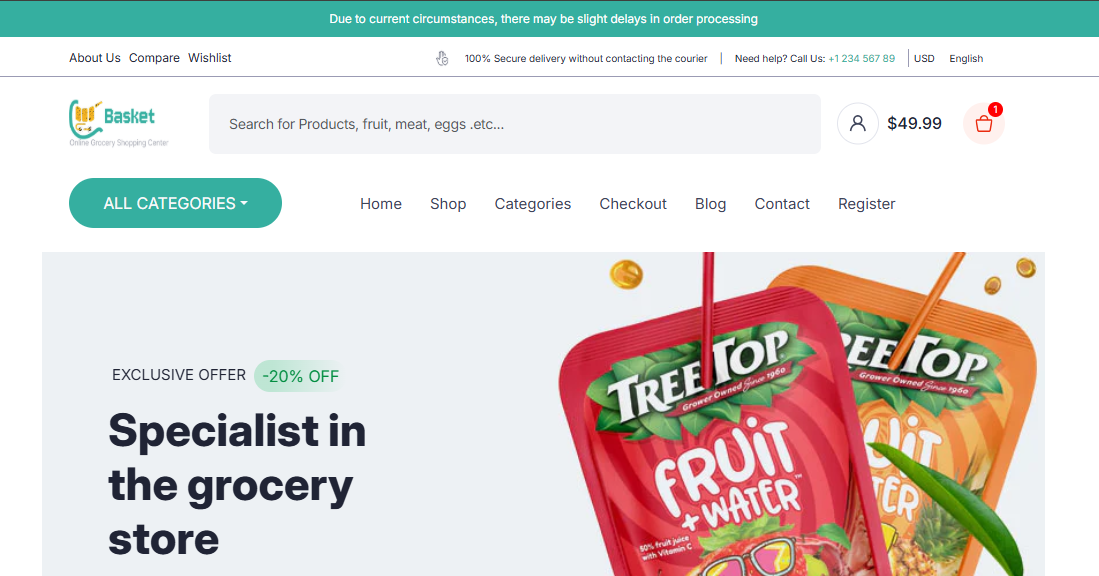 Due to current circumstances, there may be slight delays in order processing
About Us Compare Wishlist
100% Secure delivery without contacting the courier | Need help? Call Us: +1 234 567 89 | USD English
Basket
Online Grocery Shopping Center
Search for Products, fruit, meat, eggs .etc...
$49.99
1
ALL CATEGORIES
Home Shop Categories Checkout Blog Contact Register
EXCLUSIVE OFFER -20% OFF
Specialist in
the grocery
store
TREE TOP
Grower Owned Since 1960
FRUiT
+ WATER™
50% fruit juice
with Vitamin C
TREE TOP
Grower Owned Since 1960